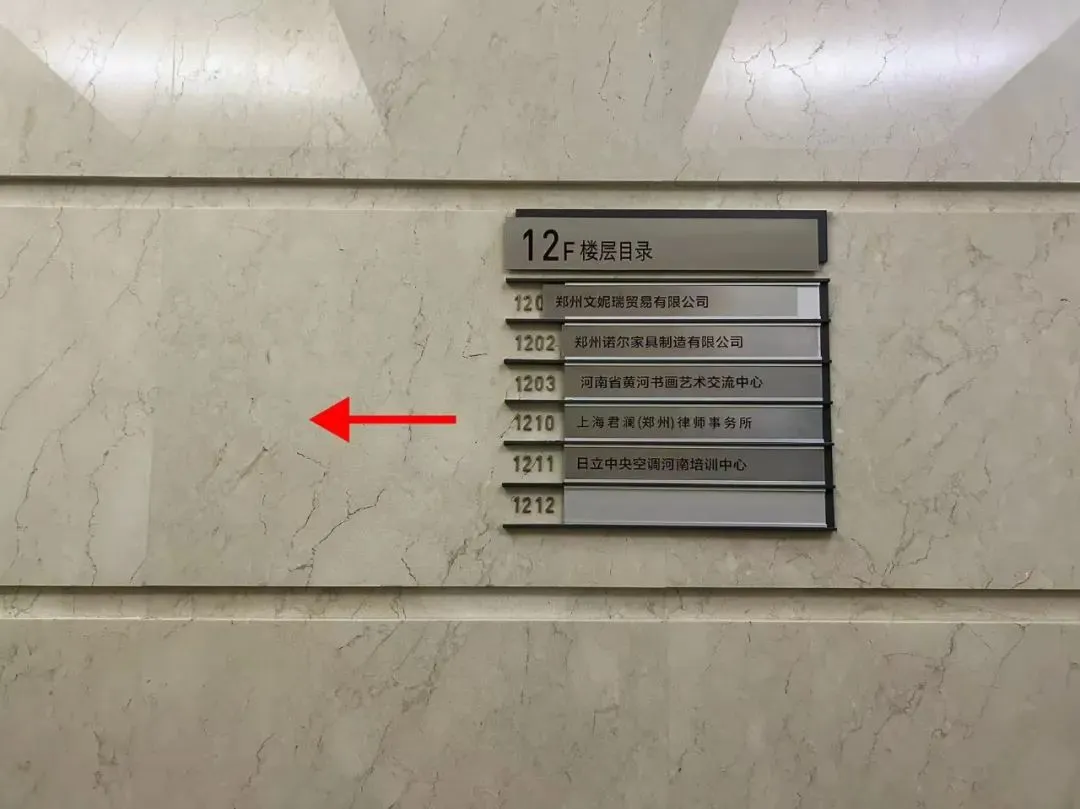 12F 楼层目录
120 郑州文妮瑞贸易有限公司
1202 郑州诺尔家具制造有限公司
1203 河南省黄河书画艺术交流中心
1210 上海君澜(郑州)律师事务所
1211 日立中央空调河南培训中心
1212